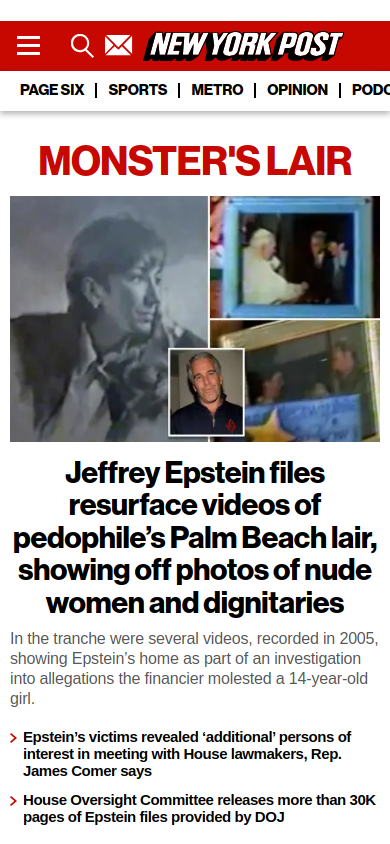 NEW YORK POST
PAGE SIX
SPORTS
METRO
OPINION
PODC
MONSTER'S LAIR
Jeffrey Epstein files
resurface videos of
pedophile’s Palm Beach lair,
showing off photos of nude
women and dignitaries
In the tranche were several videos, recorded in 2005,
showing Epstein’s home as part of an investigation
into allegations the financier molested a 14-year-old
girl.
Epstein’s victims revealed ‘additional’ persons of
interest in meeting with House lawmakers, Rep.
James Comer says
House Oversight Committee releases more than 30K
pages of Epstein files provided by DOJ